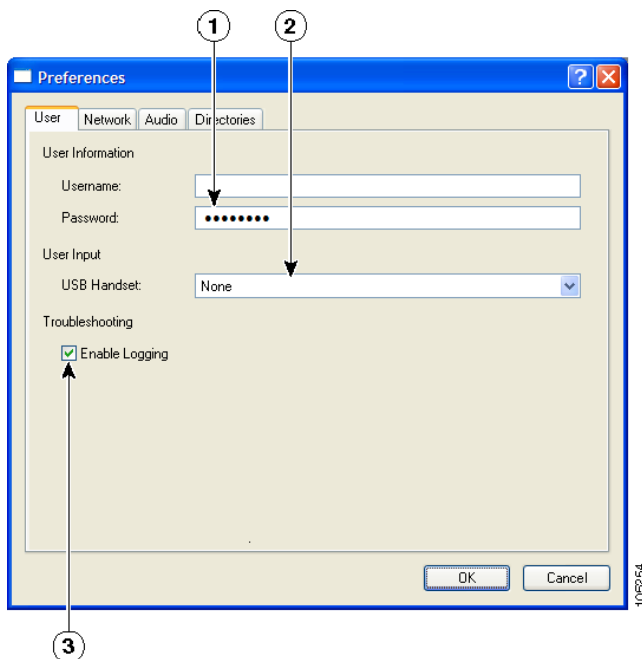 1 2
Preferences
User Network Audio Directories
User Information
Username:
Password: ••••••••
User Input
USB Handset: None
Troubleshooting
Enable Logging
OK Cancel
105254
3